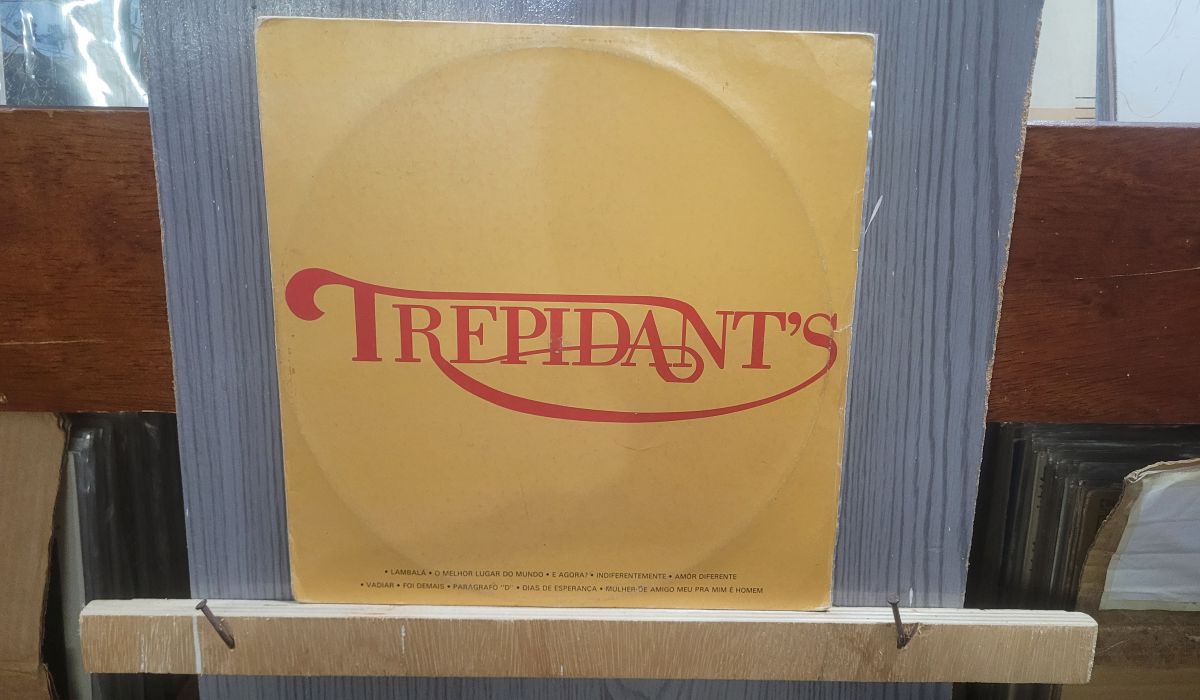 TREPIDANT'S
• LAMBALÁ • O MELHOR LUGAR DO MUNDO • E AGORA? • INDIFERENTEMENTE • AMOR DIFERENTE
• VADIAR • FOI DEMAIS • PARAGRAFO "D" • DIAS DE ESPERANÇA • MULHER DE AMIGO MEU PRA MIM É HOMEM